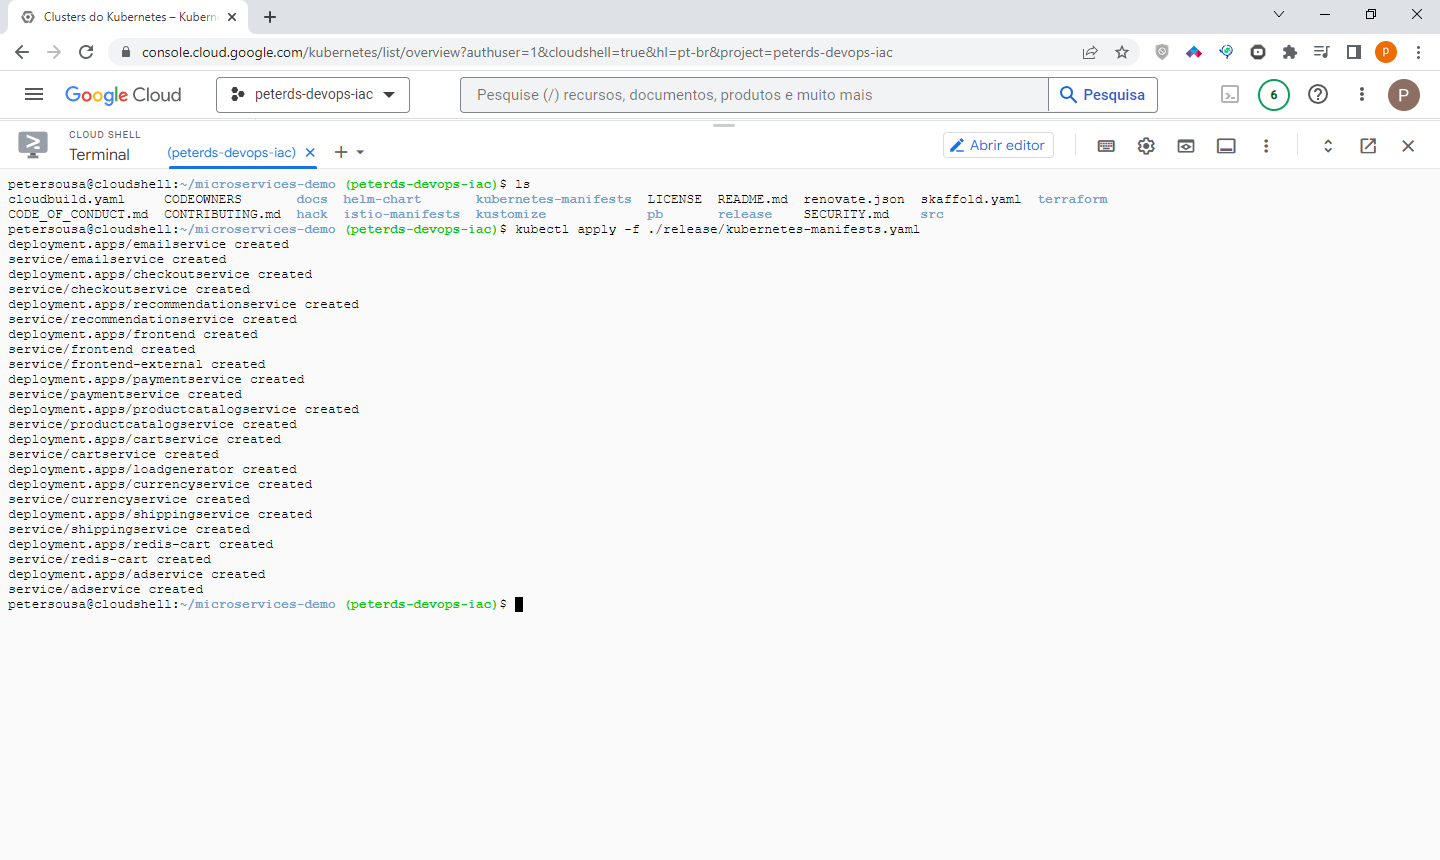 Clusters do Kubernetes – Kubern
console.cloud.google.com/kubernetes/list/overview?authuser=1&cloudshell=true&hl=pt-br&project=peterds-devops-iac
P
Google Cloud
peterds-devops-iac
Pesquise (/) recursos, documentos, produtos e muito mais
Pesquisa
6
P
CLOUD SHELL
Terminal
(peterds-devops-iac)
Abrir editor
petersousa@cloudshell:~/microservices-demo (peterds-devops-iac)$ ls
cloudbuild.yaml CODEOWNERS docs helm-chart kubernetes-manifests LICENSE README.md renovate.json skaffold.yaml terraform
CODE_OF_CONDUCT.md CONTRIBUTING.md hack istio-manifests kustomize pb release SECURITY.md src
petersousa@cloudshell:~/microservices-demo (peterds-devops-iac)$ kubectl apply -f ./release/kubernetes-manifests.yaml
deployment.apps/emailservice created
service/emailservice created
deployment.apps/checkoutservice created
service/checkoutservice created
deployment.apps/recommendationservice created
service/recommendationservice created
deployment.apps/frontend created
service/frontend created
service/frontend-external created
deployment.apps/paymentservice created
service/paymentservice created
deployment.apps/productcatalogservice created
service/productcatalogservice created
deployment.apps/cartservice created
service/cartservice created
deployment.apps/loadgenerator created
deployment.apps/currencyservice created
service/currencyservice created
deployment.apps/shippingservice created
service/shippingservice created
deployment.apps/redis-cart created
service/redis-cart created
deployment.apps/adservice created
service/adservice created
petersousa@cloudshell:~/microservices-demo (peterds-devops-iac)$